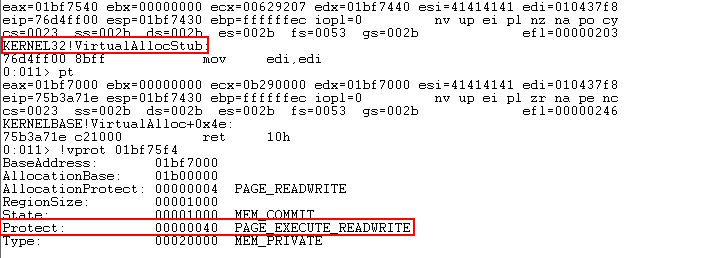 eax=01bf7540 ebx=00000000 ecx=00629207 edx=01bf7440 esi=41414141 edi=010437f8
eip=76d4ff00 esp=01bf7430 ebp=ffffffec iopl=0 nv up ei pl nz na po cy
cs=0023 ss=002b ds=002b es=002b fs=0053 gs=002b efl=00000203
KERNEL32!VirtualAllocStub:
76d4ff00 8bff mov edi,edi
0:011> pt
eax=01bf7000 ebx=00000000 ecx=0b290000 edx=01bf7000 esi=41414141 edi=010437f8
eip=75b3a71e esp=01bf7430 ebp=ffffffec iopl=0 nv up ei pl zr na pe nc
cs=0023 ss=002b ds=002b es=002b fs=0053 gs=002b efl=00000246
KERNELBASE!VirtualAlloc+0x4e:
75b3a71e c21000 ret 10h
0:011> !vprot 01bf75f4
BaseAddress: 01bf7000
AllocationBase: 01b00000
AllocationProtect: 00000004 PAGE_READWRITE
RegionSize: 00001000
State: 00001000 MEM_COMMIT
Protect: 00000040 PAGE_EXECUTE_READWRITE
Type: 00020000 MEM_PRIVATE